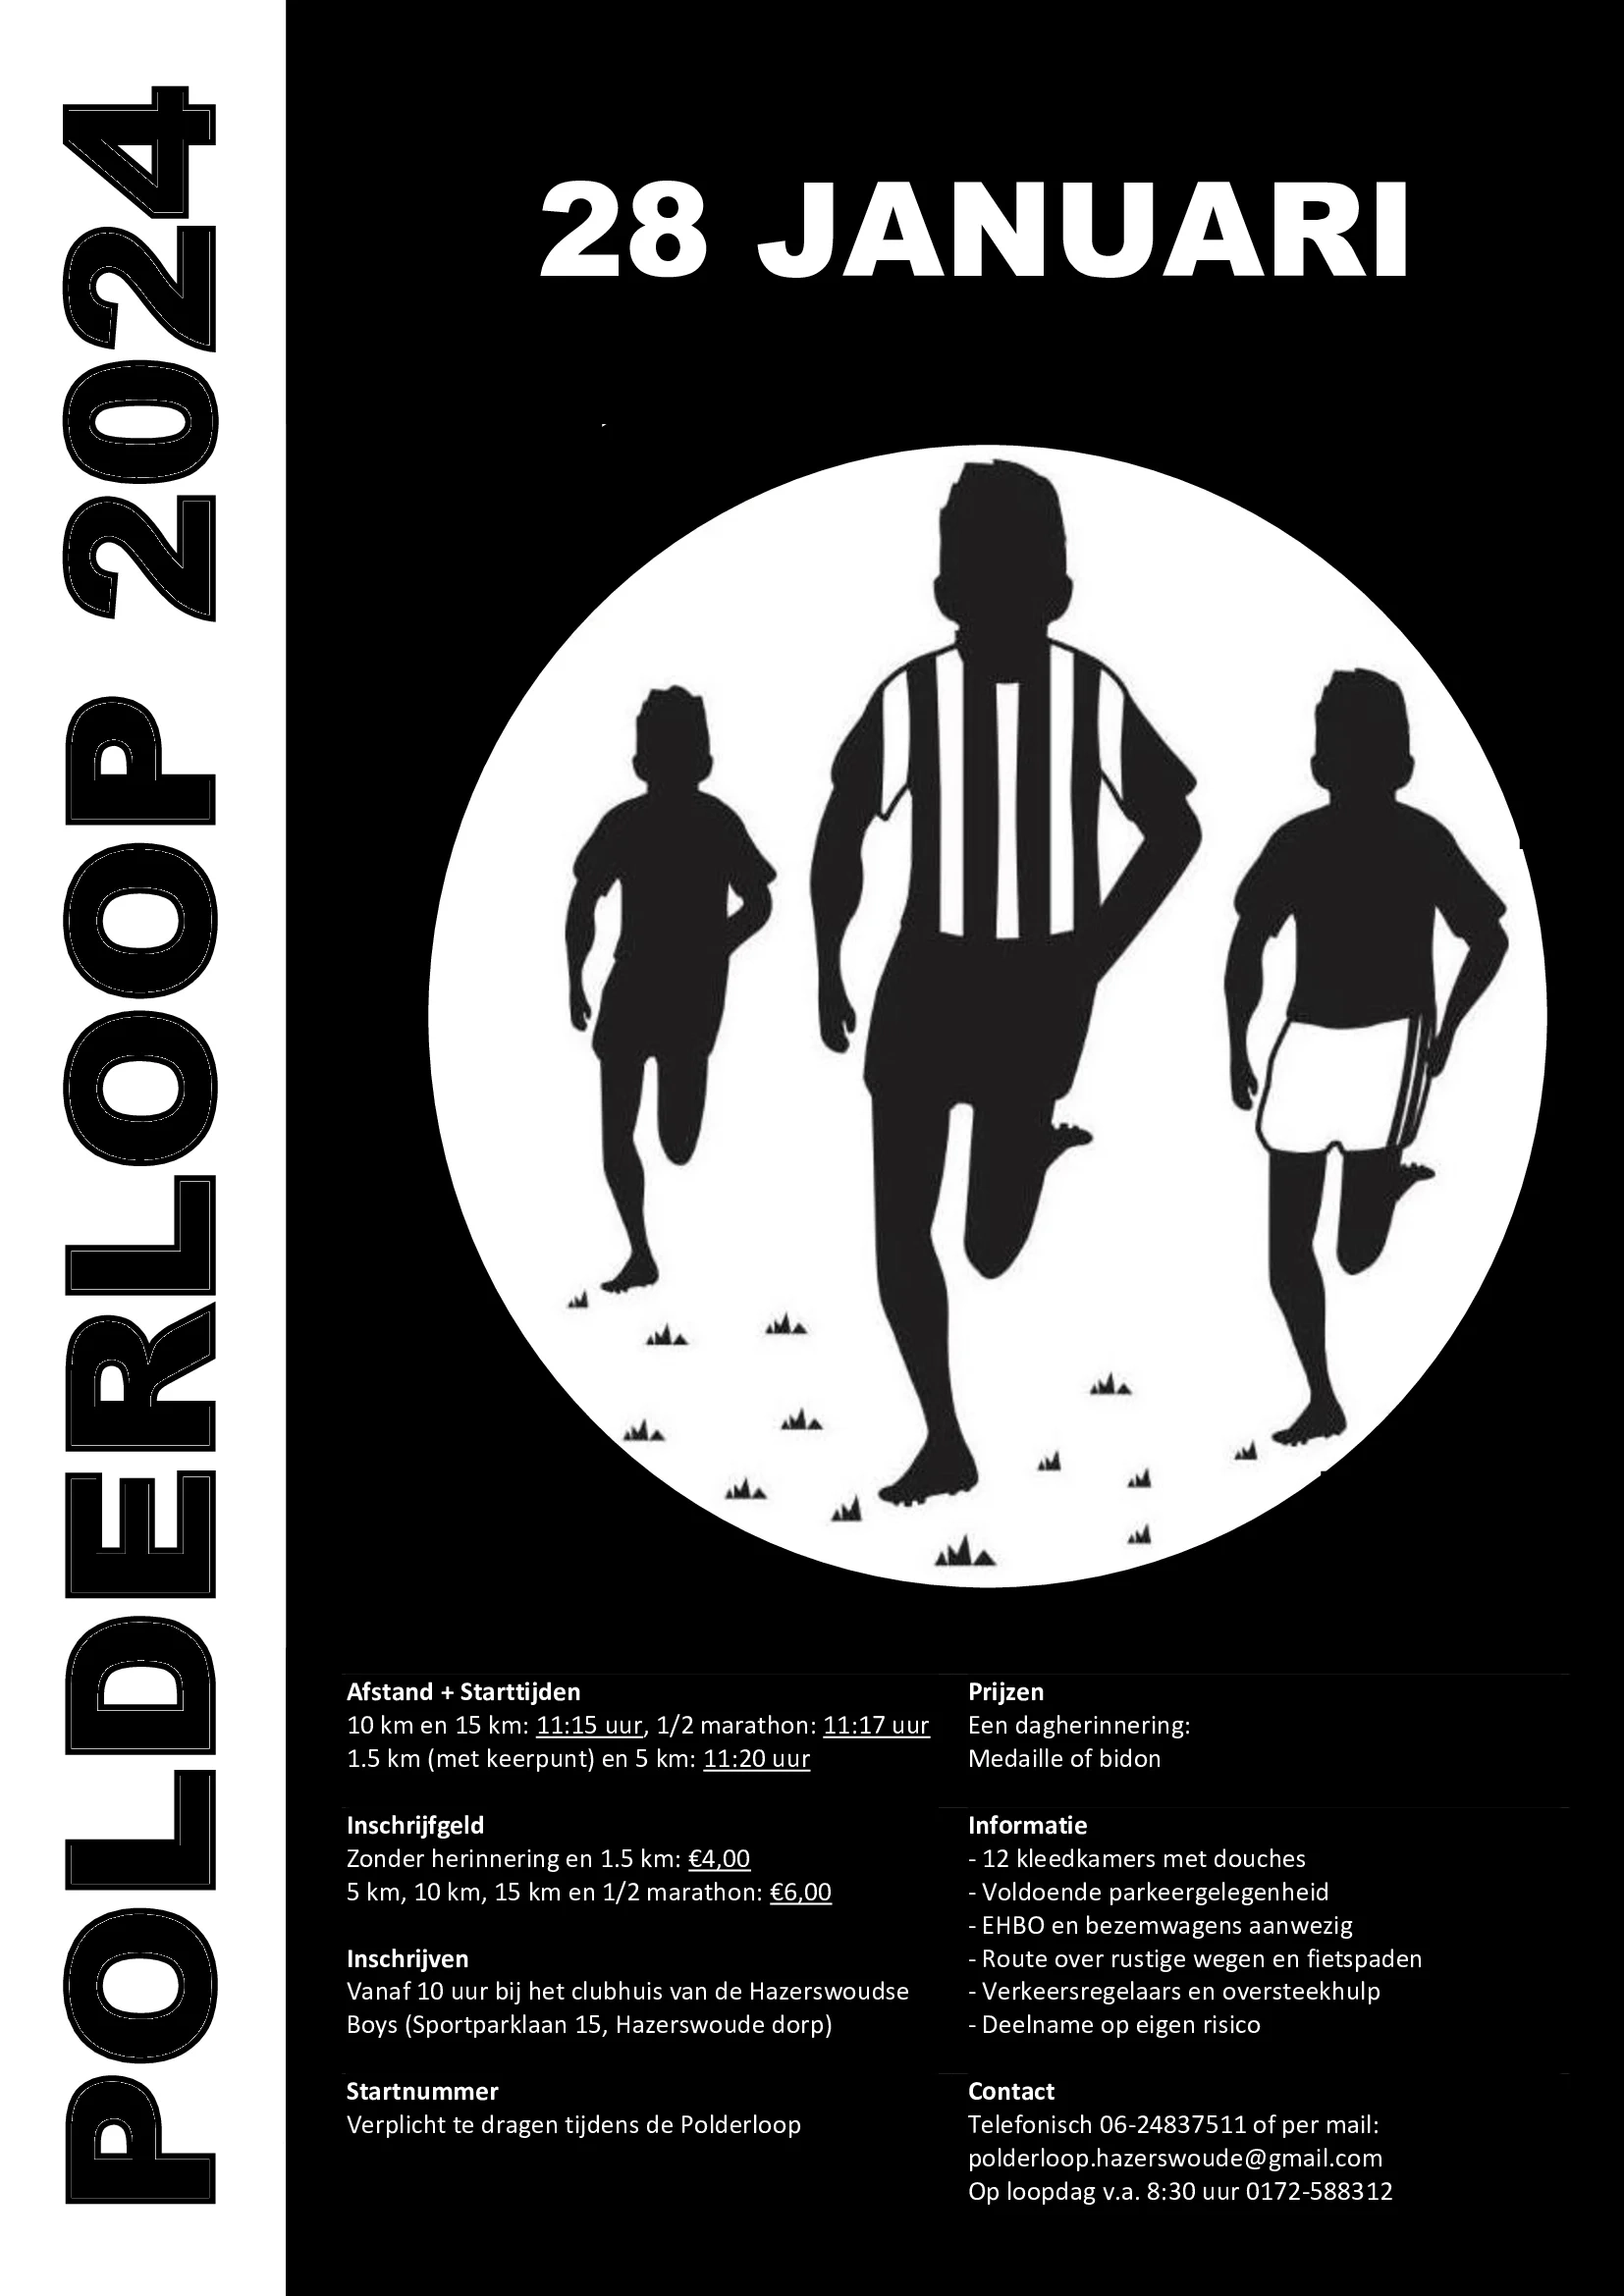 POLDERLOOP 2024
28 JANUARI
Afstand + Starttijden
10 km en 15 km: 11:15 uur, 1/2 marathon: 11:17 uur
1.5 km (met keerpunt) en 5 km: 11:20 uur
Inschrijfgeld
Zonder herinnering en 1.5 km: €4,00
5 km, 10 km, 15 km en 1/2 marathon: €6,00
Inschrijven
Vanaf 10 uur bij het clubhuis van de Hazerswoudse
Boys (Sportparklaan 15, Hazerswoude dorp)
Startnummer
Verplicht te dragen tijdens de Polderloop
Prijzen
Een dagherinnering:
Medaille of bidon
Informatie
- 12 kleedkamers met douches
- Voldoende parkeergelegenheid
- EHBO en bezemwagens aanwezig
- Route over rustige wegen en fietspaden
- Verkeersregelaars en oversteekhulp
- Deelname op eigen risico
Contact
Telefonisch 06-24837511 of per mail:
polderloop.hazerswoude@gmail.com
Op loopdag v.a. 8:30 uur 0172-588312